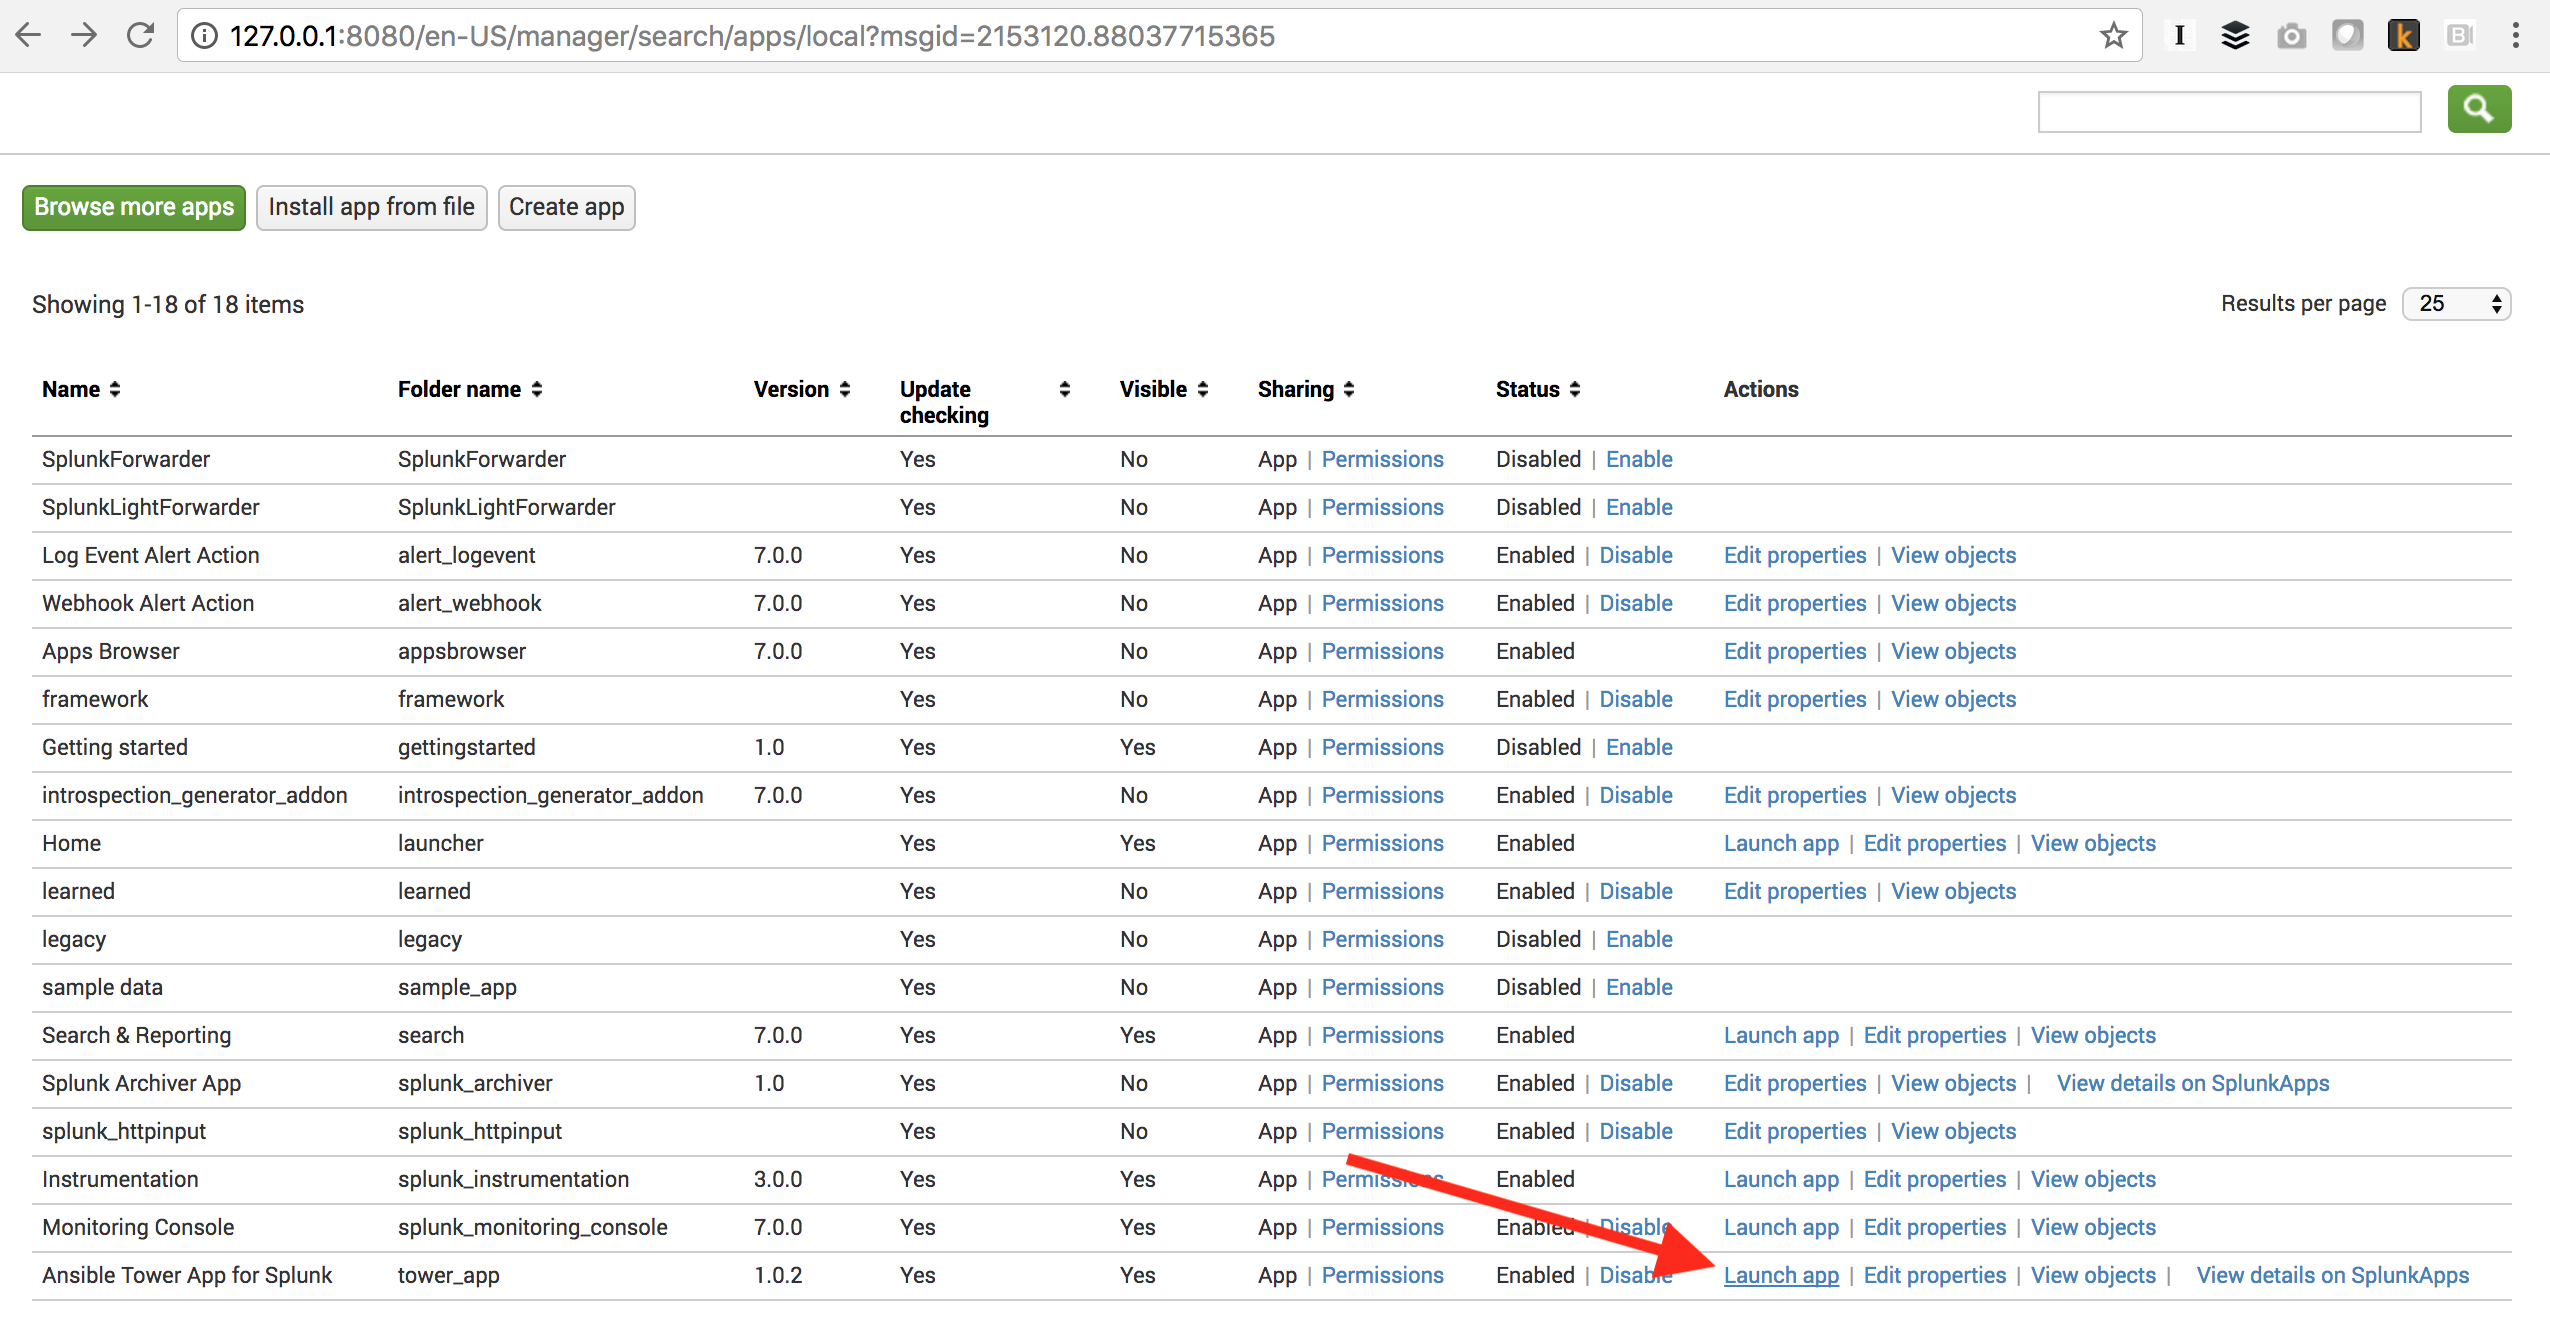 127.0.0.1:8080/en-US/manager/search/apps/local?msgid=2153120.88037715365
Browse more apps Install app from file Create app
Showing 1-18 of 18 items Results per page 25
Name Folder name Version Update checking Visible Sharing Status Actions
SplunkForwarder SplunkForwarder Yes No App | Permissions Disabled | Enable
SplunkLightForwarder SplunkLightForwarder Yes No App | Permissions Disabled | Enable
Log Event Alert Action alert_logevent 7.0.0 Yes No App | Permissions Enabled | Disable Edit properties | View objects
Webhook Alert Action alert_webhook 7.0.0 Yes No App | Permissions Enabled | Disable Edit properties | View objects
Apps Browser appsbrowser 7.0.0 Yes No App | Permissions Enabled Edit properties | View objects
framework framework Yes No App | Permissions Enabled | Disable Edit properties | View objects
Getting started gettingstarted 1.0 Yes Yes App | Permissions Disabled | Enable
introspection_generator_addon introspection_generator_addon 7.0.0 Yes No App | Permissions Enabled | Disable Edit properties | View objects
Home launcher Yes Yes App | Permissions Enabled Launch app | Edit properties | View objects
learned learned Yes No App | Permissions Enabled | Disable Edit properties | View objects
legacy legacy Yes No App | Permissions Disabled | Enable
sample data sample_app Yes No App | Permissions Disabled | Enable
Search & Reporting search 7.0.0 Yes Yes App | Permissions Enabled Launch app | Edit properties | View objects
Splunk Archiver App splunk_archiver 1.0 Yes No App | Permissions Enabled | Disable Edit properties | View objects | View details on SplunkApps
splunk_httpinput splunk_httpinput Yes No App | Permissions Enabled | Disable Edit properties | View objects
Instrumentation splunk_instrumentation 3.0.0 Yes Yes App | Permissions Enabled Launch app | Edit properties | View objects
Monitoring Console splunk_monitoring_console 7.0.0 Yes Yes App | Permissions Enabled | Disable Launch app | Edit properties | View objects
Ansible Tower App for Splunk tower_app 1.0.2 Yes Yes App | Permissions Enabled | Disable Launch app | Edit properties | View objects | View details on SplunkApps